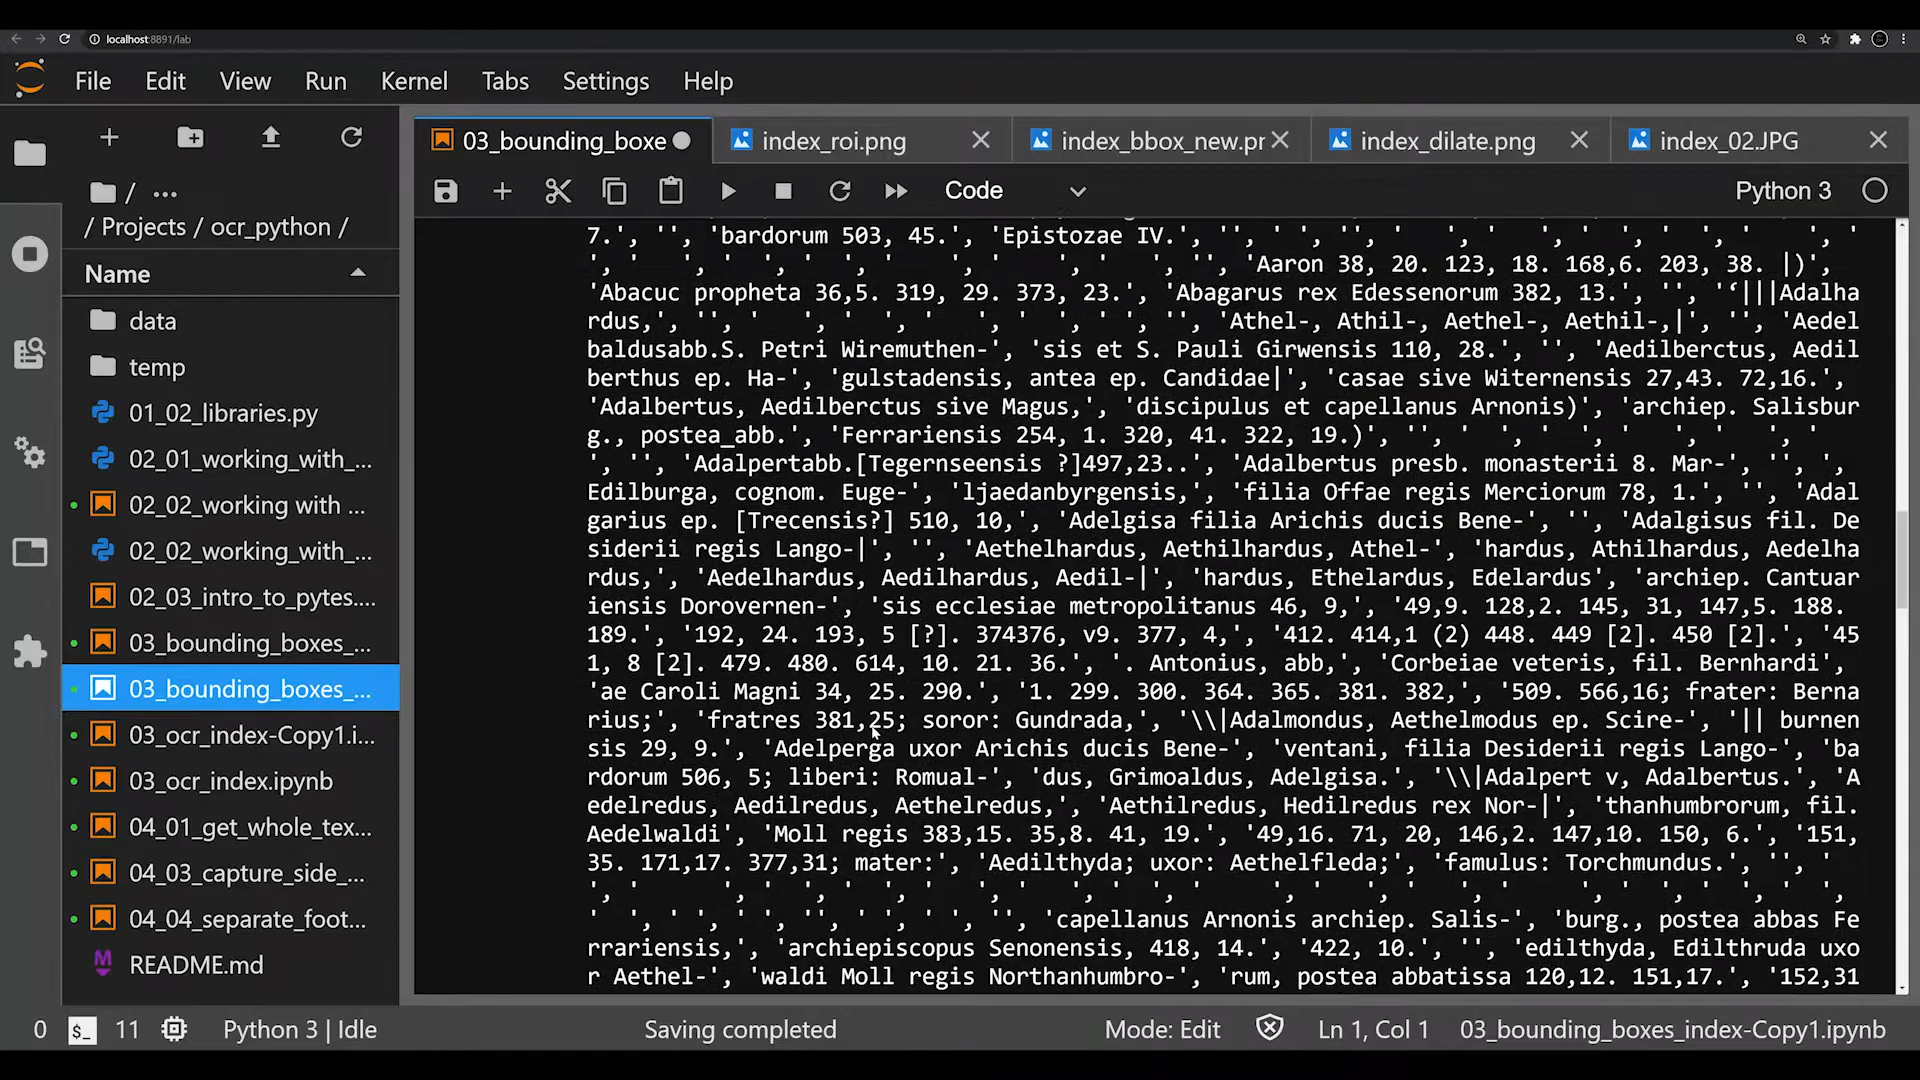 localhost:8891/lab
File Edit View Run Kernel Tabs Settings Help
03_bounding_boxe
index_roi.png
index_bbox_new.pr
index_dilate.png
index_02.JPG
Code
Python 3
/ ...
/ Projects / ocr_python /
Name
data
temp
01_02_libraries.py
02_01_working_with_...
02_02_working with ...
02_02_working_with_...
02_03_intro_to_pytes....
03_bounding_boxes_...
03_bounding_boxes_...
03_ocr_index-Copy1.i...
03_ocr_index.ipynb
04_01_get_whole_tex...
04_03_capture_side_...
04_04_separate_foot...
README.md
7.', '', 'bardorum 503, 45.', 'Epistozae IV.', '', ' ', '', ' ', ' ', ' ', ' ', ' ', ' ', ' '
', ' ', ' ', ' ', ' ', ' ', ' ', ' ', '', 'Aaron 38, 20. 123, 18. 168,6. 203, 38. |)',
'Abacuc propheta 36,5. 319, 29. 373, 23.', 'Abagarus rex Edessenorum 382, 13.', '', '‘|||Adalha
rdus,', '', ' ', ' ', ' ', ' ', ' ', ' ', '', 'Athel-, Athil-, Aethel-, Aethil-,|', '', 'Aedel
baldusabb.S. Petri Wiremuthen-', 'sis et S. Pauli Girwensis 110, 28.', '', 'Aedilberctus, Aedil
berthus ep. Ha-', 'gulstadensis, antea ep. Candidae|', 'casae sive Witernensis 27,43. 72,16.',
'Adalbertus, Aedilberctus sive Magus,', 'discipulus et capellanus Arnonis)', 'archiep. Salisbur
g., postea_abb.', 'Ferrariensis 254, 1. 320, 41. 322, 19.)', '', ' ', ' ', ' ', ' ', ' ', '
', '', 'Adalpertabb.[Tegernseensis ?]497,23..', 'Adalbertus presb. monasterii 8. Mar-', '', ',
Edilburga, cognom. Euge-', 'ljaedanbyrgensis,', 'filia Offae regis Merciorum 78, 1.', '', 'Adal
garius ep. [Trecensis?] 510, 10,', 'Adelgisa filia Arichis ducis Bene-', '', 'Adalgisus fil. De
siderii regis Lango-|', '', 'Aethelhardus, Aethilhardus, Athel-', 'hardus, Athilhardus, Aedelha
rdus,', 'Aedelhardus, Aedilhardus, Aedil-|', 'hardus, Ethelardus, Edelardus', 'archiep. Cantuar
iensis Dorovernen-', 'sis ecclesiae metropolitanus 46, 9,', '49,9. 128,2. 145, 31, 147,5. 188.
189.', '192, 24. 193, 5 [?]. 374376, v9. 377, 4,', '412. 414,1 (2) 448. 449 [2]. 450 [2].', '45
1, 8 [2]. 479. 480. 614, 10. 21. 36.', '. Antonius, abb,', 'Corbeiae veteris, fil. Bernhardi',
'ae Caroli Magni 34, 25. 290.', '1. 299. 300. 364. 365. 381. 382,', '509. 566,16; frater: Berna
rius;', 'fratres 381,25; soror: Gundrada,', '\\|Adalmondus, Aethelmodus ep. Scire-', '|| burnen
sis 29, 9.', 'Adelperga uxor Arichis ducis Bene-', 'ventani, filia Desiderii regis Lango-', 'ba
rdorum 506, 5; liberi: Romual-', 'dus, Grimoaldus, Adelgisa.', '\\|Adalpert v, Adalbertus.', 'A
edelredus, Aedilredus, Aethelredus,', 'Aethilredus, Hedilredus rex Nor-|', 'thanhumbrorum, fil.
Aedelwaldi', 'Moll regis 383,15. 35,8. 41, 19.', '49,16. 71, 20, 146,2. 147,10. 150, 6.', '151,
35. 171,17. 377,31; mater:', 'Aedilthyda; uxor: Aethelfleda;', 'famulus: Torchmundus.', '', '
', ' ', ' ', ' ', ' ', ' ', ' ', ' ', ' ', ' ', ' ', ' ', ' ', ' ',
' ', ' ', ' ', '', ' ', ' ', '', 'capellanus Arnonis archiep. Salis-', 'burg., postea abbas Fe
rrariensis,', 'archiepiscopus Senonensis, 418, 14.', '422, 10.', '', 'edilthyda, Edilthruda uxo
r Aethel-', 'waldi Moll regis Northanhumbro-', 'rum, postea abbatissa 120,12. 151,17.', '152,31
0 $_ 11 Python 3 | Idle Saving completed Mode: Edit Ln 1, Col 1 03_bounding_boxes_index-Copy1.ipynb